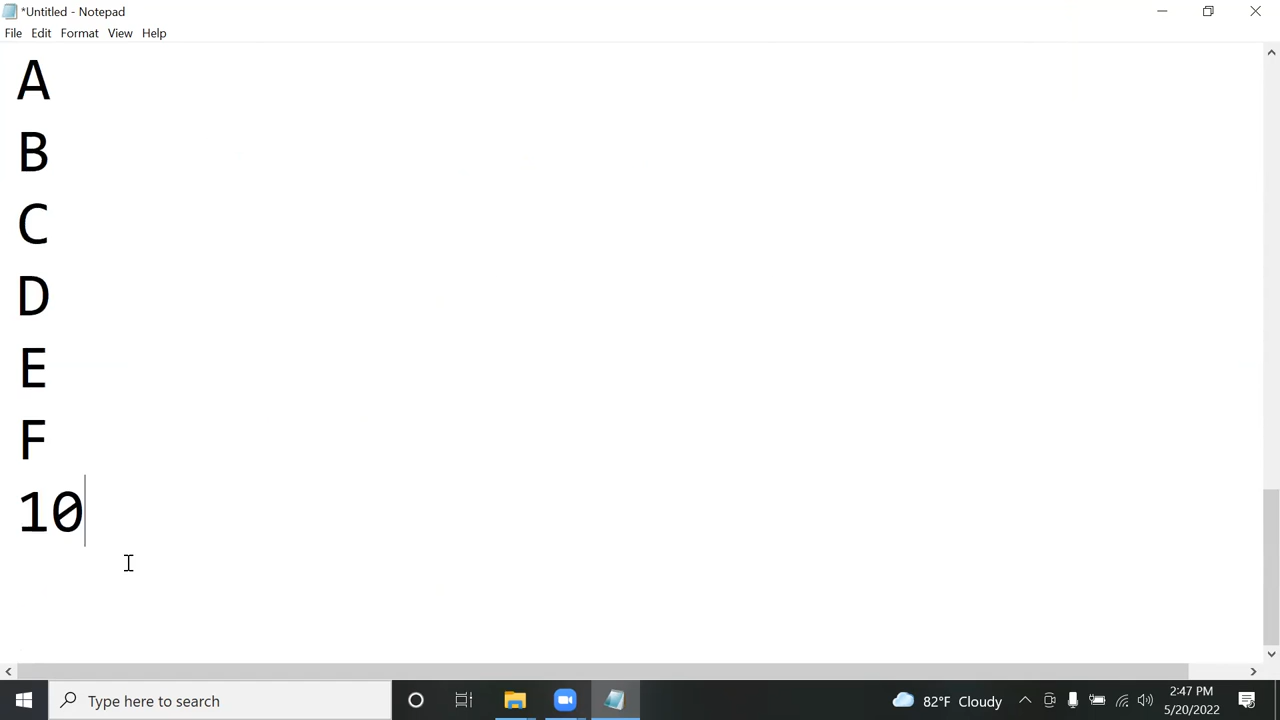 *Untitled - Notepad
File Edit Format View Help
A
B
C
D
E
F
10
Type here to search
82°F Cloudy
2:47 PM
5/20/2022